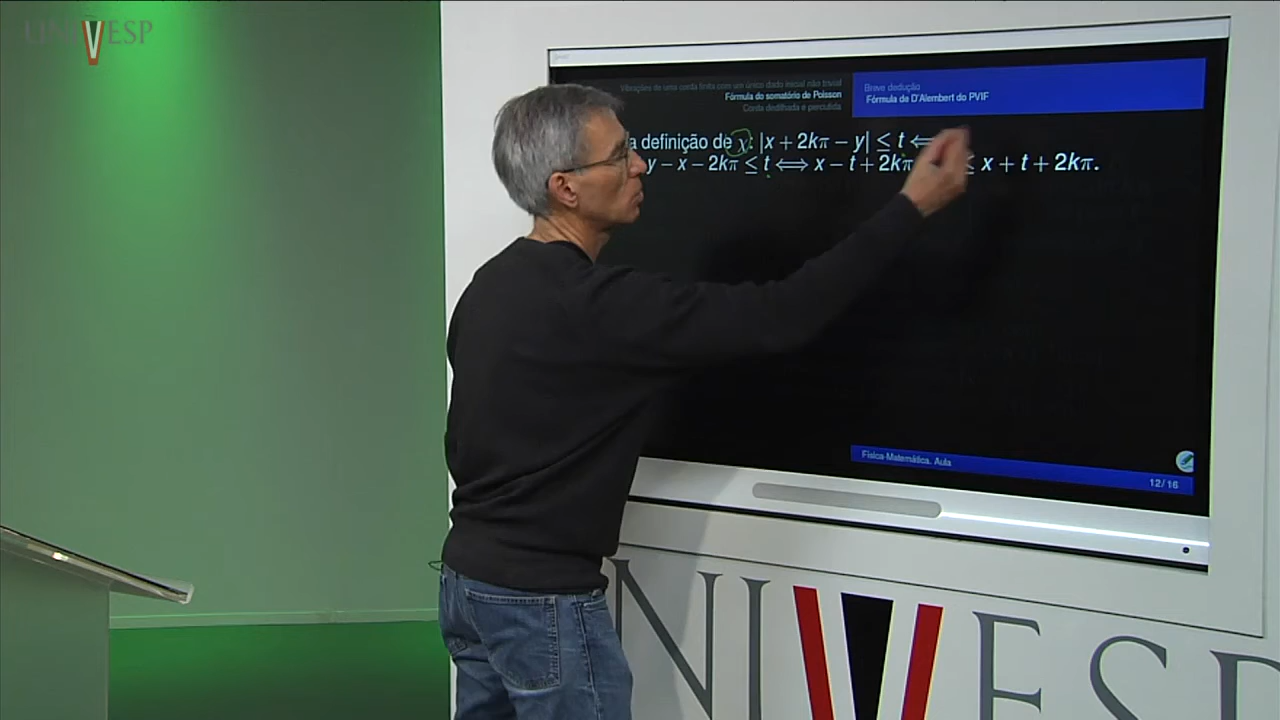 UNIVESP
Vibrações de uma corda finita com um único dado inicial não trivial
Fórmula do somatório de Poisson
Corda dedilhada e percutida
Breve dedução
Fórmula de D'Alembert do PVIF
a definição de χ: |x + 2kπ − y| ≤ t ⟺
y − x − 2kπ ≤ t ⟺ x − t + 2kπ ≤ x + t + 2kπ.
Física-Matemática. Aula
12/16
UNIVESP